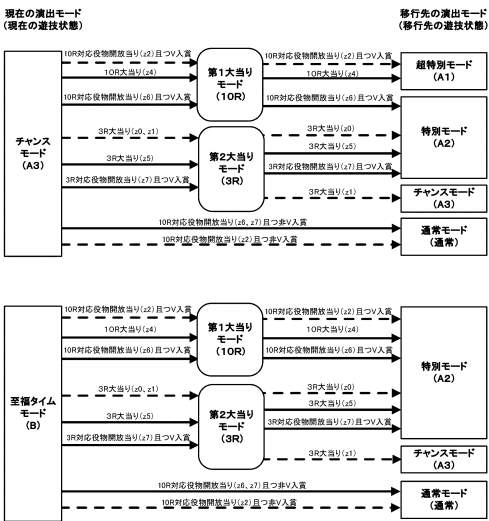 現在の演出モード
(現在の遊技状態)
移行先の演出モード
(移行先の遊技状態)
チャンス
モード
(A3)
10R対応役物開放当り(z2)且つV入賞
10R大当り(z4)
10R対応役物開放当り(z6)且つV入賞
3R大当り(z0、z1)
3R大当り(z5)
3R対応役物開放当り(z7)且つV入賞
第1大当り
モード
(10R)
第2大当り
モード
(3R)
10R対応役物開放当り(z2)且つV入賞
10R大当り(z4)
10R対応役物開放当り(z6)且つV入賞
3R大当り(z0)
3R大当り(z5)
3R対応役物開放当り(z7)且つV入賞
3R大当り(z1)
10R対応役物開放当り(z6、z7)且つ非V入賞
10R対応役物開放当り(z2)且つ非V入賞
超特別モード
(A1)
特別モード
(A2)
チャンスモード
(A3)
通常モード
(通常)
至福タイム
モード
(B)
10R対応役物開放当り(z2)且つV入賞
10R大当り(z4)
10R対応役物開放当り(z6)且つV入賞
3R大当り(z0、z1)
3R大当り(z5)
3R対応役物開放当り(z7)且つV入賞
第1大当り
モード
(10R)
第2大当り
モード
(3R)
10R対応役物開放当り(z2)且つV入賞
10R大当り(z4)
10R対応役物開放当り(z6)且つV入賞
3R大当り(z0)
3R大当り(z5)
3R対応役物開放当り(z7)且つV入賞
3R大当り(z1)
10R対応役物開放当り(z6、z7)且つ非V入賞
10R対応役物開放当り(z2)且つ非V入賞
特別モード
(A2)
チャンスモード
(A3)
通常モード
(通常)